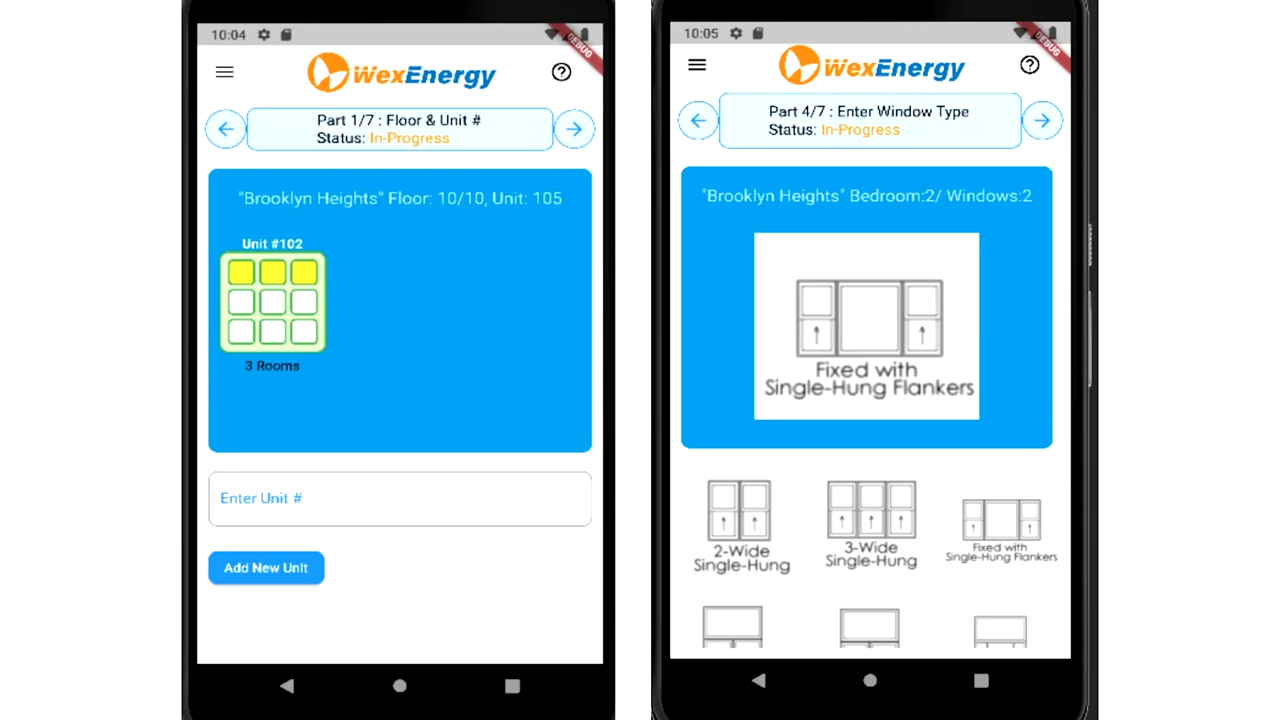 10:04
DEBUG
WexEnergy
Part 1/7 : Floor & Unit #
Status: In-Progress
"Brooklyn Heights" Floor: 10/10, Unit: 105
Unit #102
3 Rooms
Enter Unit #
Add New Unit
10:05
DEBUG
WexEnergy
Part 4/7 : Enter Window Type
Status: In-Progress
"Brooklyn Heights" Bedroom:2/ Windows:2
Fixed with
Single-Hung Flankers
2-Wide
Single-Hung
3-Wide
Single-Hung
Fixed with
Single-Hung Flankers